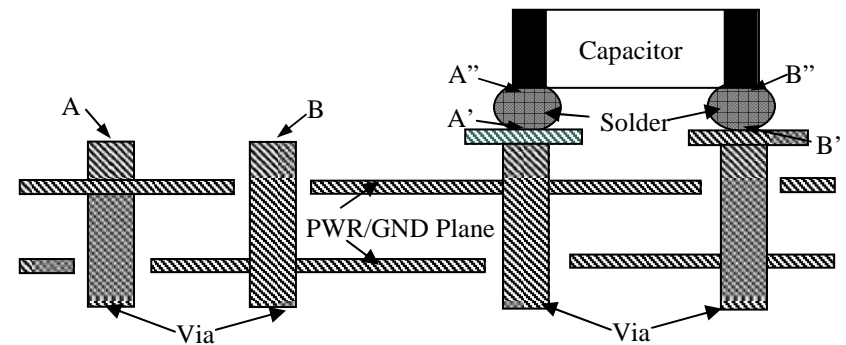 Capacitor
A” B”
A B
A’ Solder
B’
PWR/GND Plane
Via Via